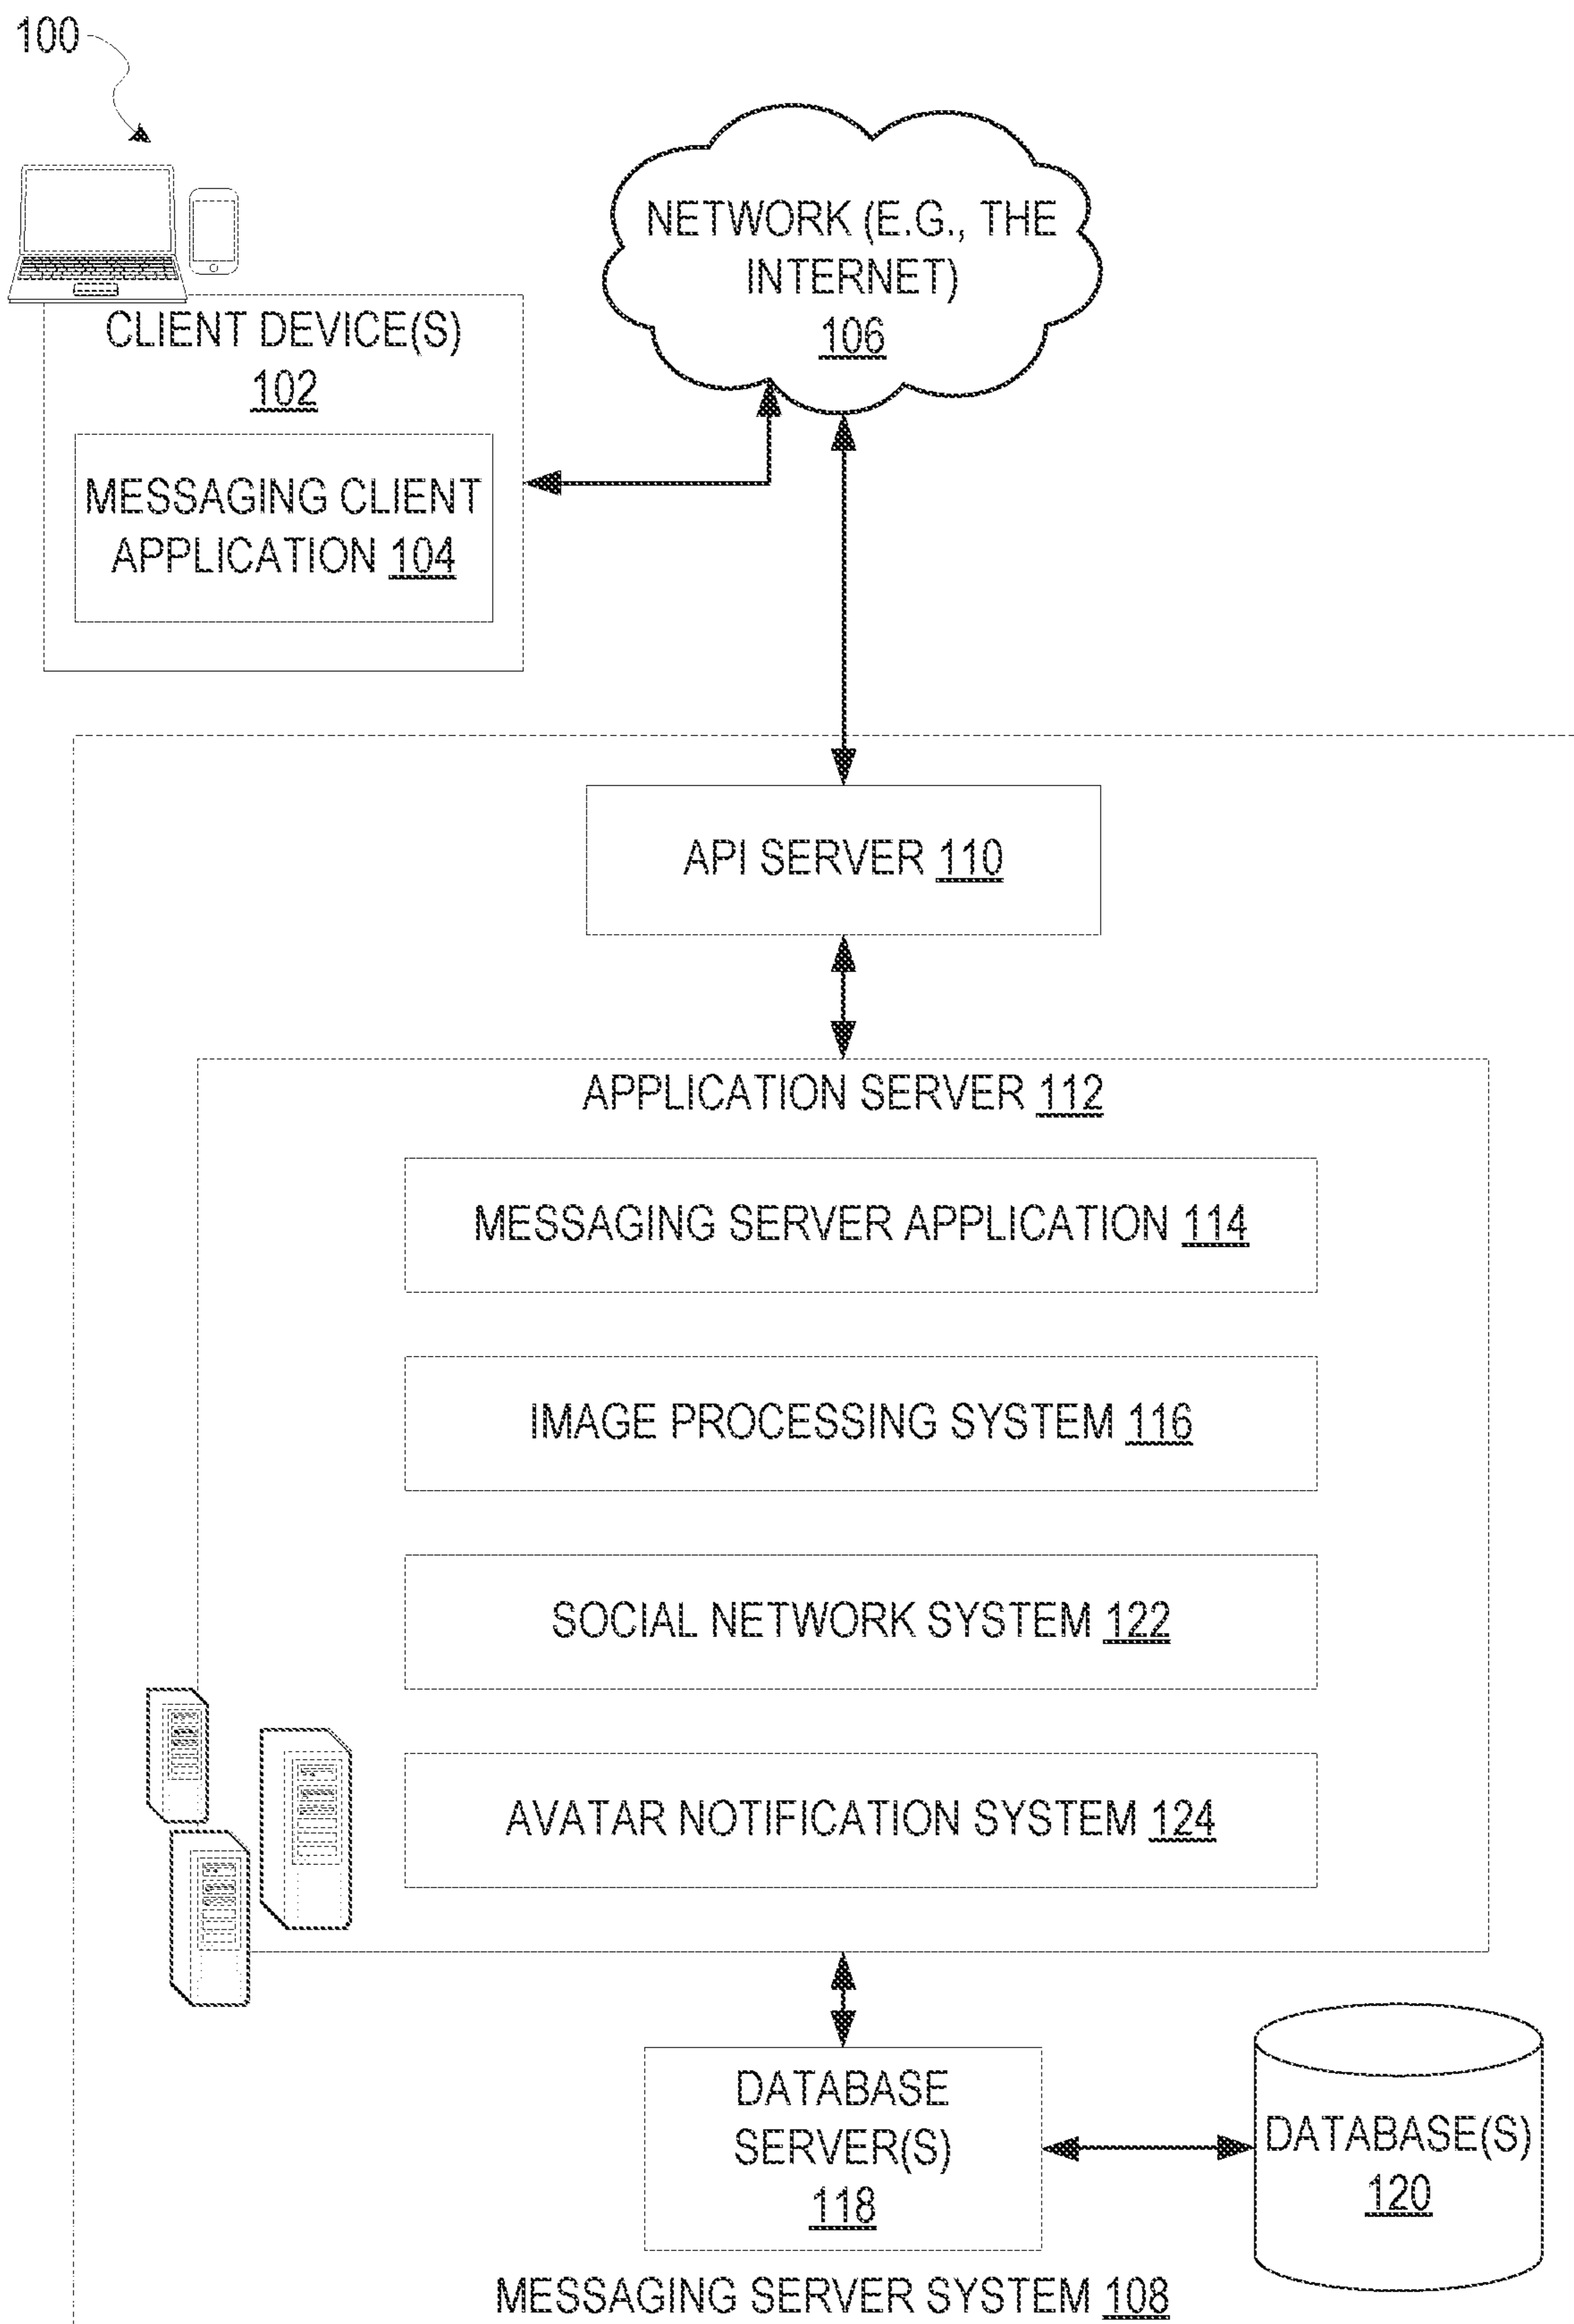 100
NETWORK (E.G., THE
INTERNET)
106
CLIENT DEVICE(S)
102
MESSAGING CLIENT
APPLICATION 104
API SERVER 110
APPLICATION SERVER 112
MESSAGING SERVER APPLICATION 114
IMAGE PROCESSING SYSTEM 116
SOCIAL NETWORK SYSTEM 122
AVATAR NOTIFICATION SYSTEM 124
DATABASE
SERVER(S)
118
DATABASE(S)
120
MESSAGING SERVER SYSTEM 108